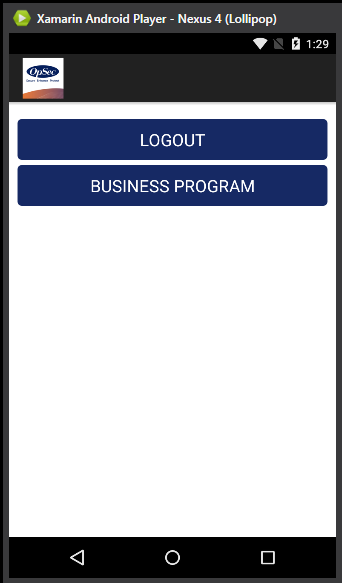 Xamarin Android Player - Nexus 4 (Lollipop)
1:29
OpSec
LOGOUT
BUSINESS PROGRAM